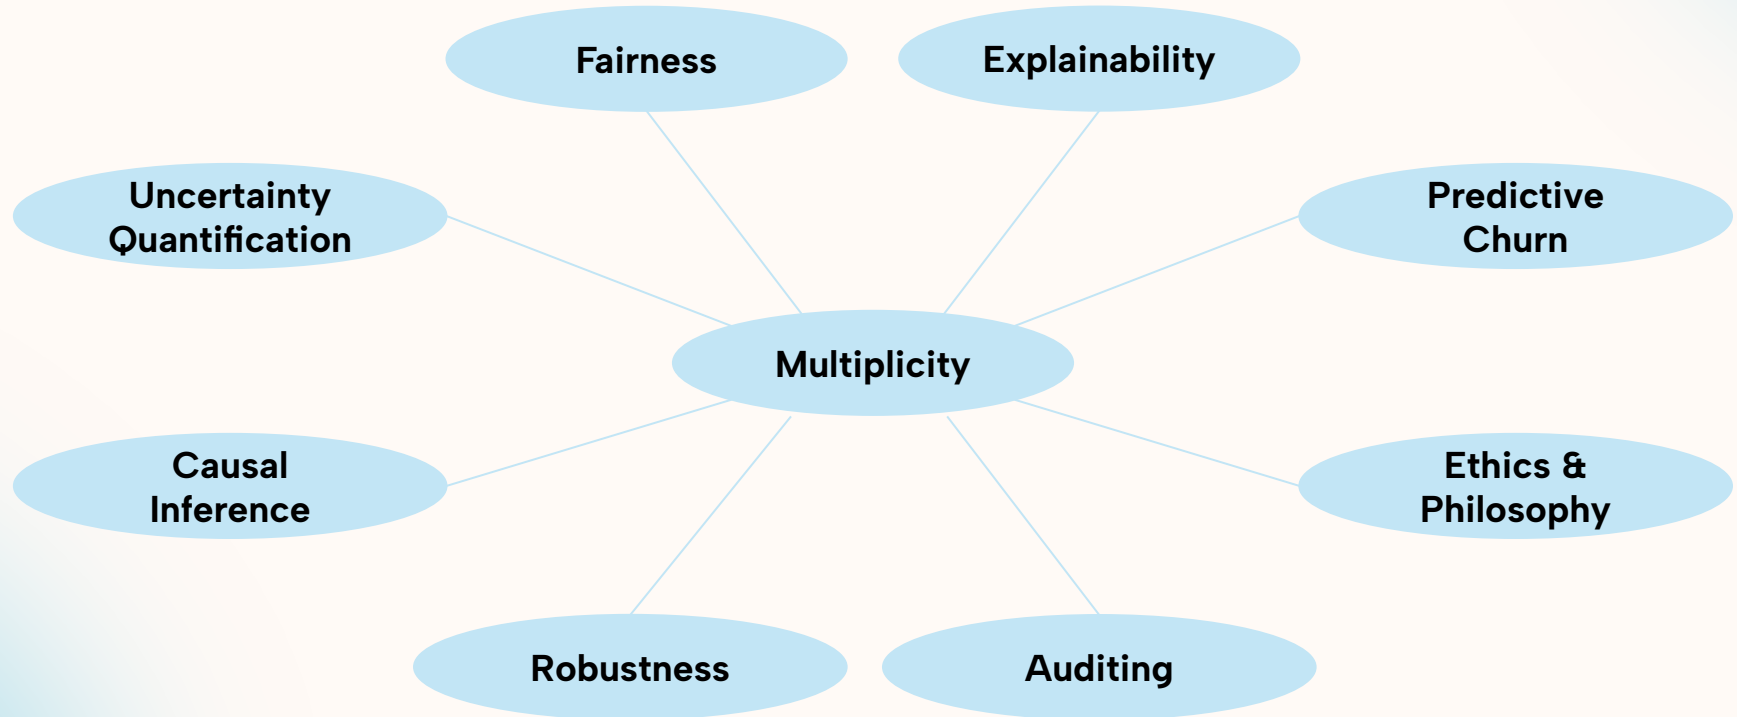 Fairness
Explainability
Uncertainty
Quantification
Predictive
Churn
Multiplicity
Causal
Inference
Ethics &
Philosophy
Robustness
Auditing